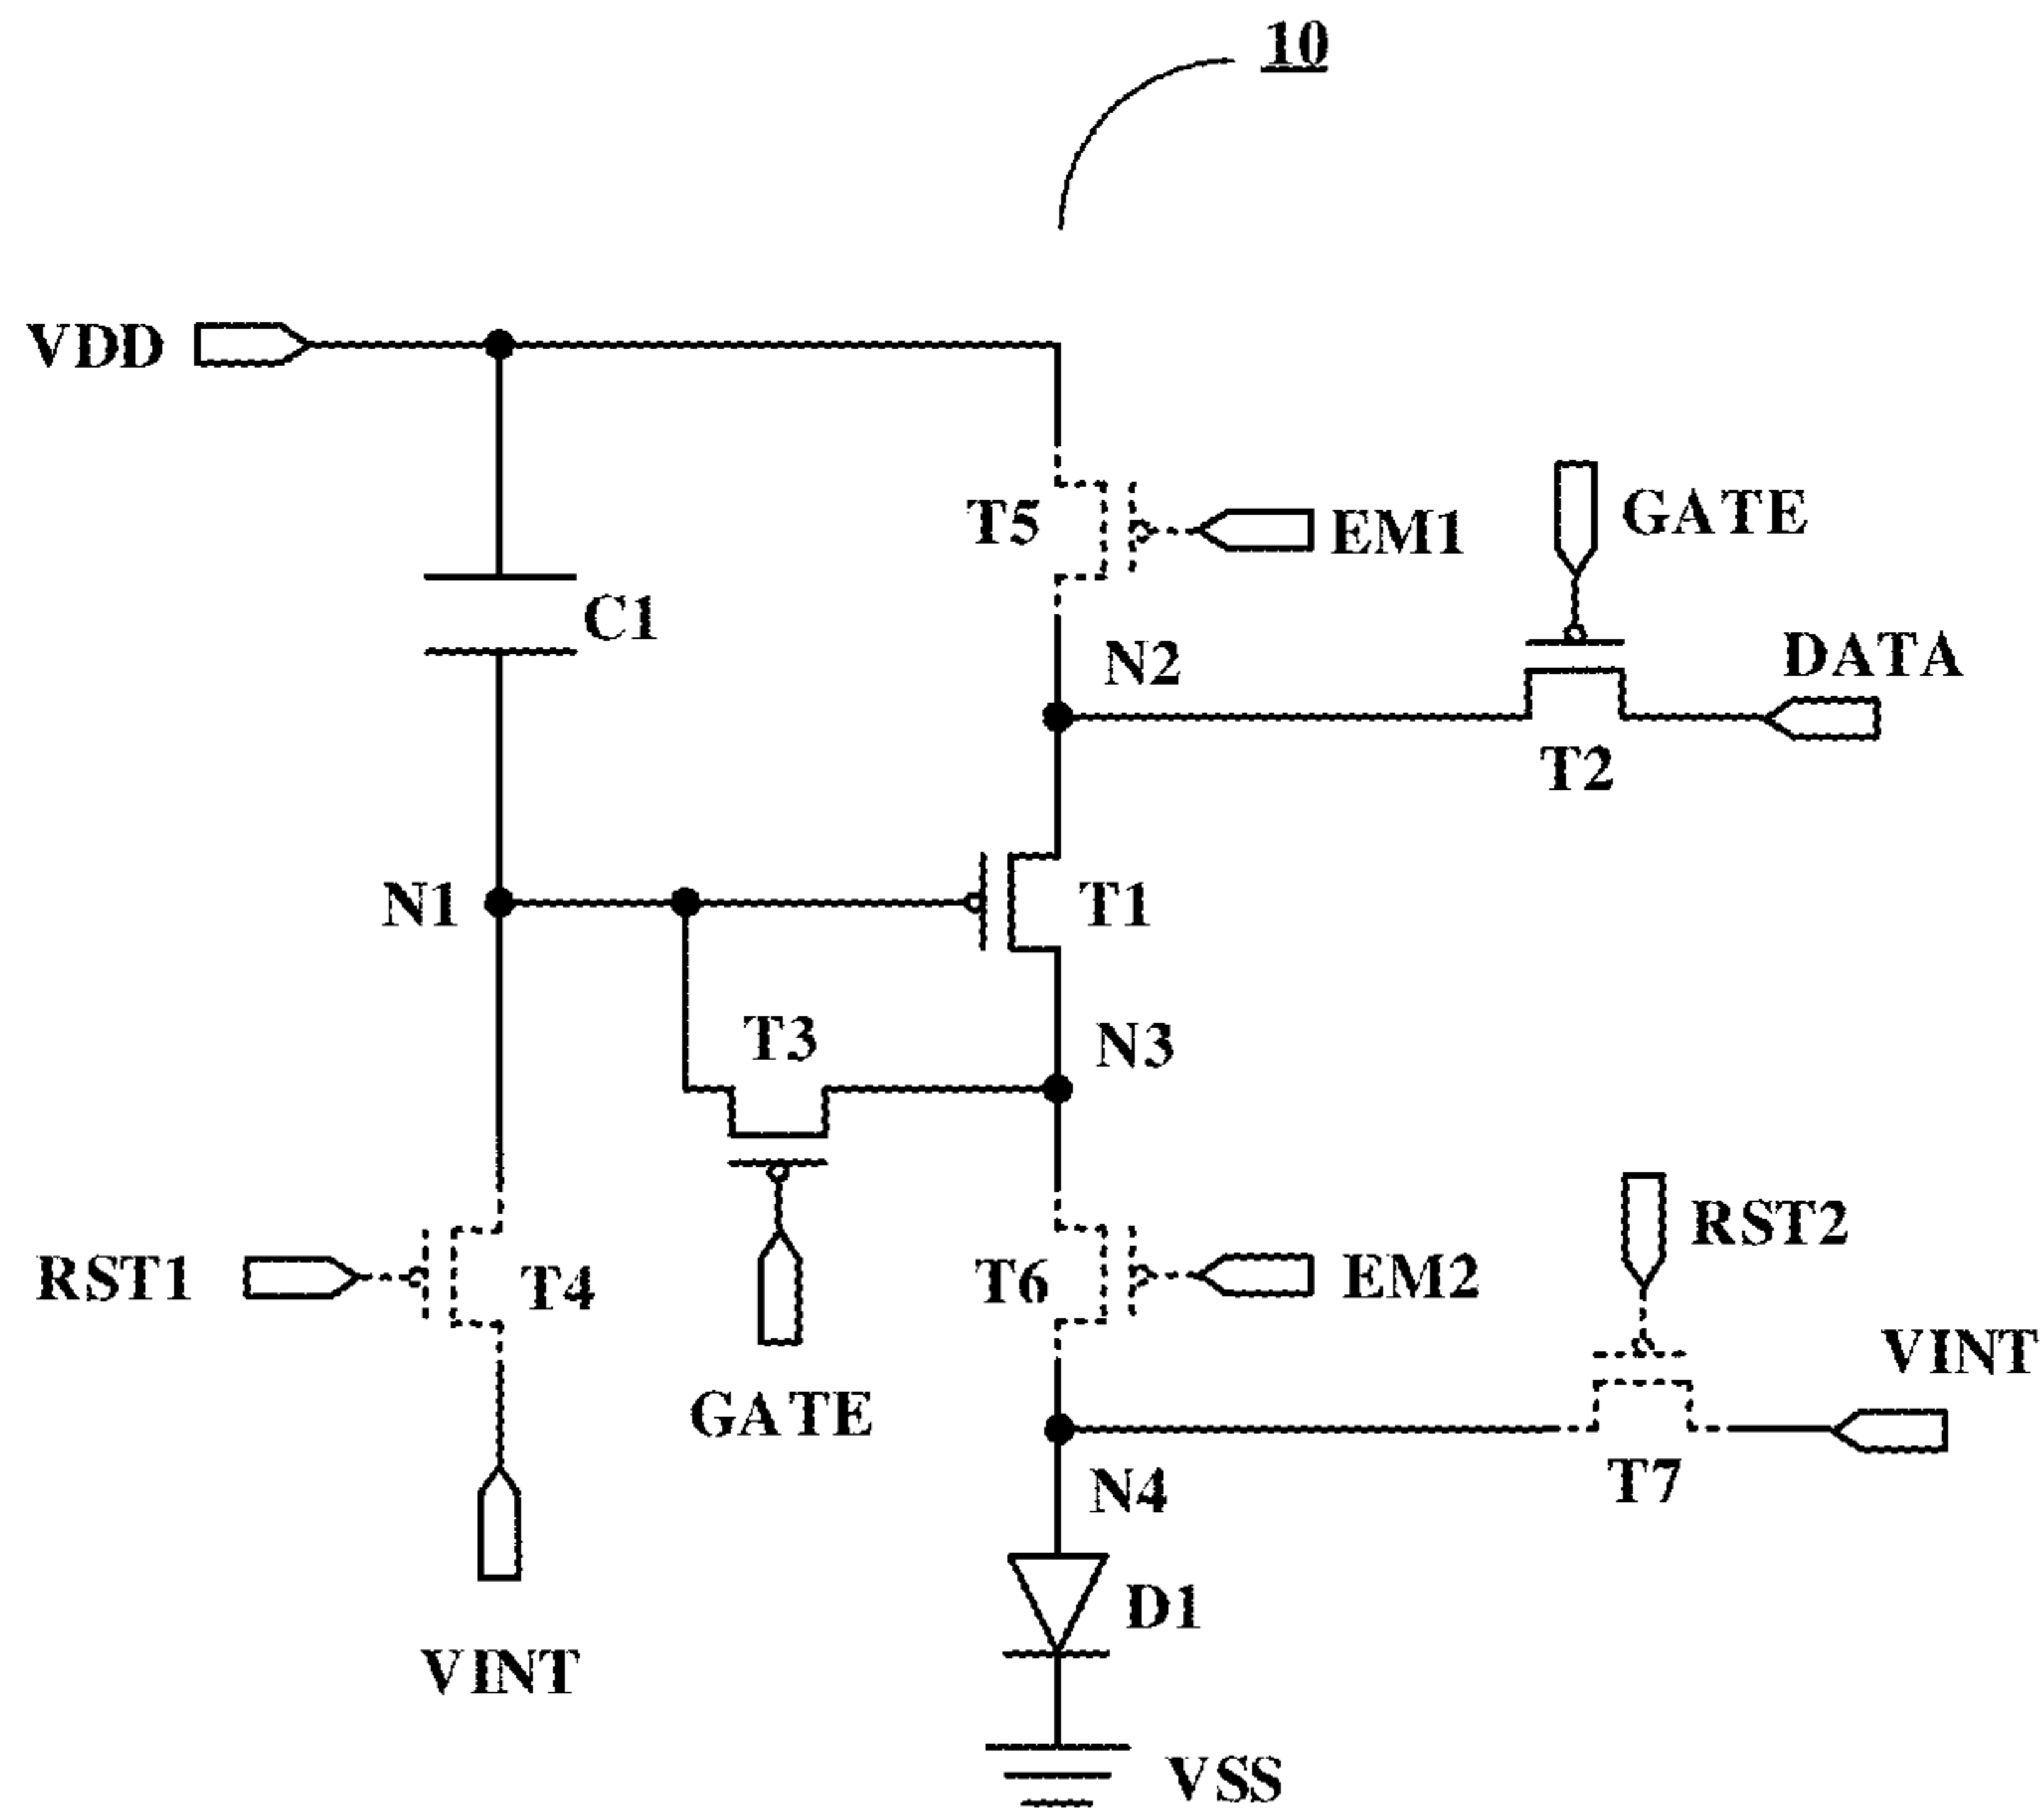 10
VDD
T5
EM1
GATE
C1
N2
DATA
T2
N1
T1
T3
N3
RST1
T4
T6
EM2
RST2
VINT
GATE
N4
T7
D1
VINT
VSS